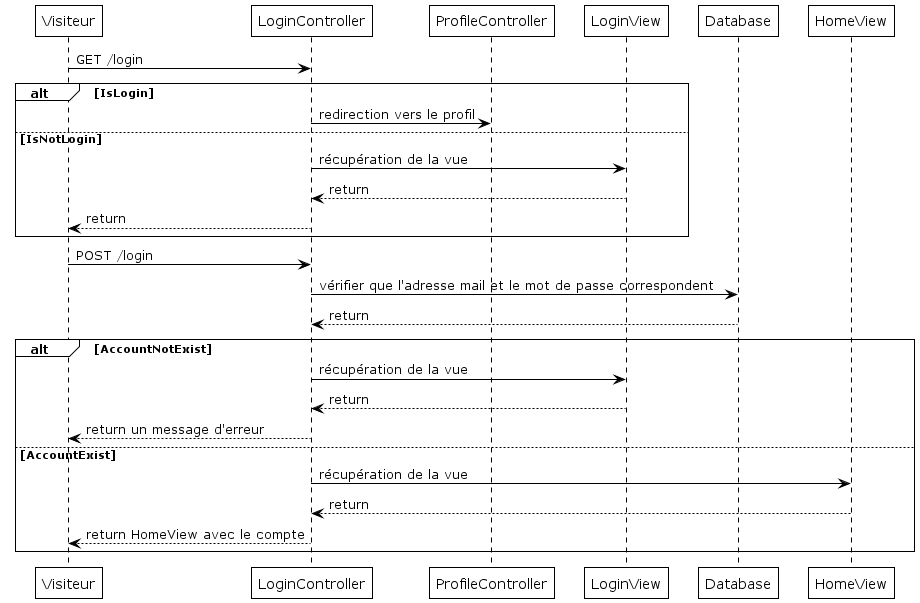 Visiteur LoginController ProfileController LoginView Database HomeView
GET /login
alt [IsLogin]
redirection vers le profil
[IsNotLogin]
récupération de la vue
return
return
POST /login
vérifier que l'adresse mail et le mot de passe correspondent
return
alt [AccountNotExist]
récupération de la vue
return
return un message d'erreur
[AccountExist]
récupération de la vue
return
return HomeView avec le compte
Visiteur LoginController ProfileController LoginView Database HomeView